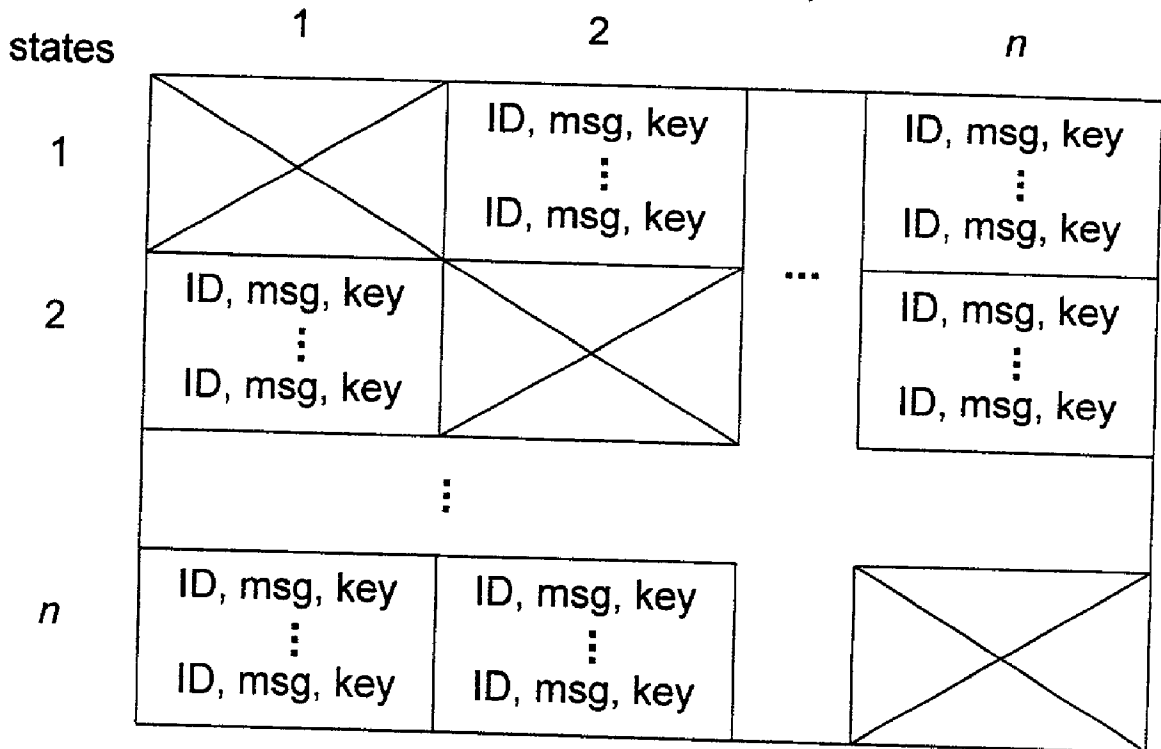 1 2 n
states
1 ID, msg, key ID, msg, key
⋮ ⋮
ID, msg, key ID, msg, key
...
2 ID, msg, key ID, msg, key
⋮ ⋮
ID, msg, key ID, msg, key
⋮
n ID, msg, key ID, msg, key
⋮ ⋮
ID, msg, key ID, msg, key